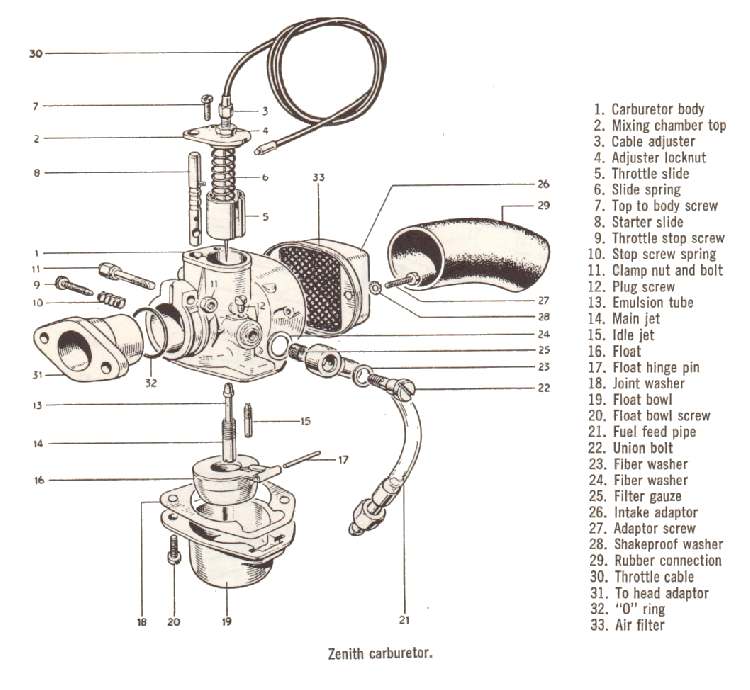 30
7
3
4
2
8
6
33
26
5
29
1
11
9
10
11
12
27
28
24
25
23
31
32
22
13
15
14
17
16
18
20
19
21
1. Carburetor body
2. Mixing chamber top
3. Cable adjuster
4. Adjuster locknut
5. Throttle slide
6. Slide spring
7. Top to body screw
8. Starter slide
9. Throttle stop screw
10. Stop screw spring
11. Clamp nut and bolt
12. Plug screw
13. Emulsion tube
14. Main jet
15. Idle jet
16. Float
17. Float hinge pin
18. Joint washer
19. Float bowl
20. Float bowl screw
21. Fuel feed pipe
22. Union bolt
23. Fiber washer
24. Fiber washer
25. Filter gauze
26. Intake adaptor
27. Adaptor screw
28. Shakeproof washer
29. Rubber connection
30. Throttle cable
31. To head adaptor
32. "O" ring
33. Air filter
Zenith carburetor.